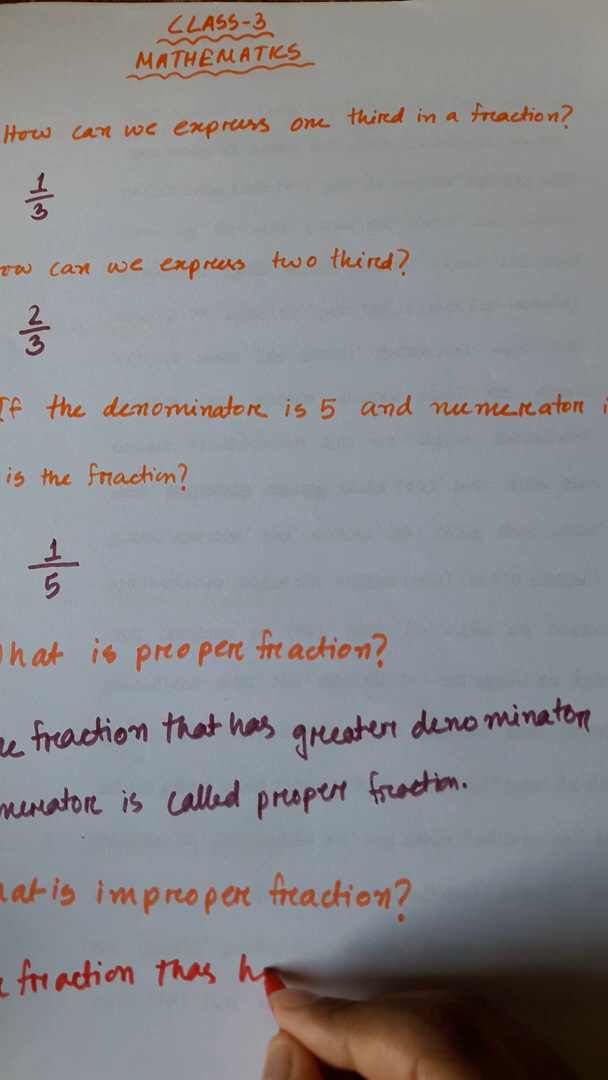 CLASS-3
MATHEMATICS
How can we express one third in a fraction?
1
3
ow can we express two third?
2
3
If the denominator is 5 and numerator i
is the fraction?
1
5
hat is proper fraction?
e fraction that has greater denominator
merator is called proper fraction.
hat is improper fraction?
fraction thas h